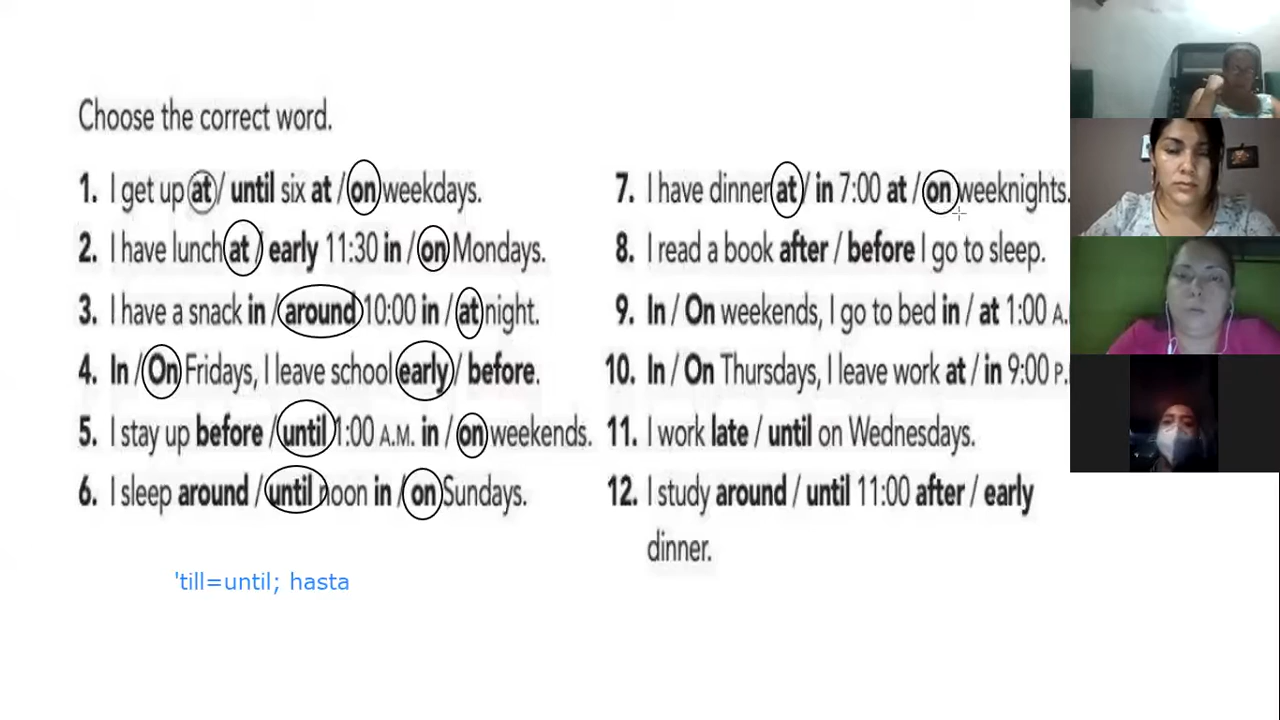 Choose the correct word.
1. I get up at / until six at / on weekdays.
2. I have lunch at / early 11:30 in / on Mondays.
3. I have a snack in / around 10:00 in / at night.
4. In / On Fridays, I leave school early / before.
5. I stay up before / until 1:00 A.M. in / on weekends.
6. I sleep around / until noon in / on Sundays.
'till=until; hasta
7. I have dinner at / in 7:00 at / on weeknights.
8. I read a book after / before I go to sleep.
9. In / On weekends, I go to bed in / at 1:00 A.
10. In / On Thursdays, I leave work at / in 9:00 P.
11. I work late / until on Wednesdays.
12. I study around / until 11:00 after / early
dinner.